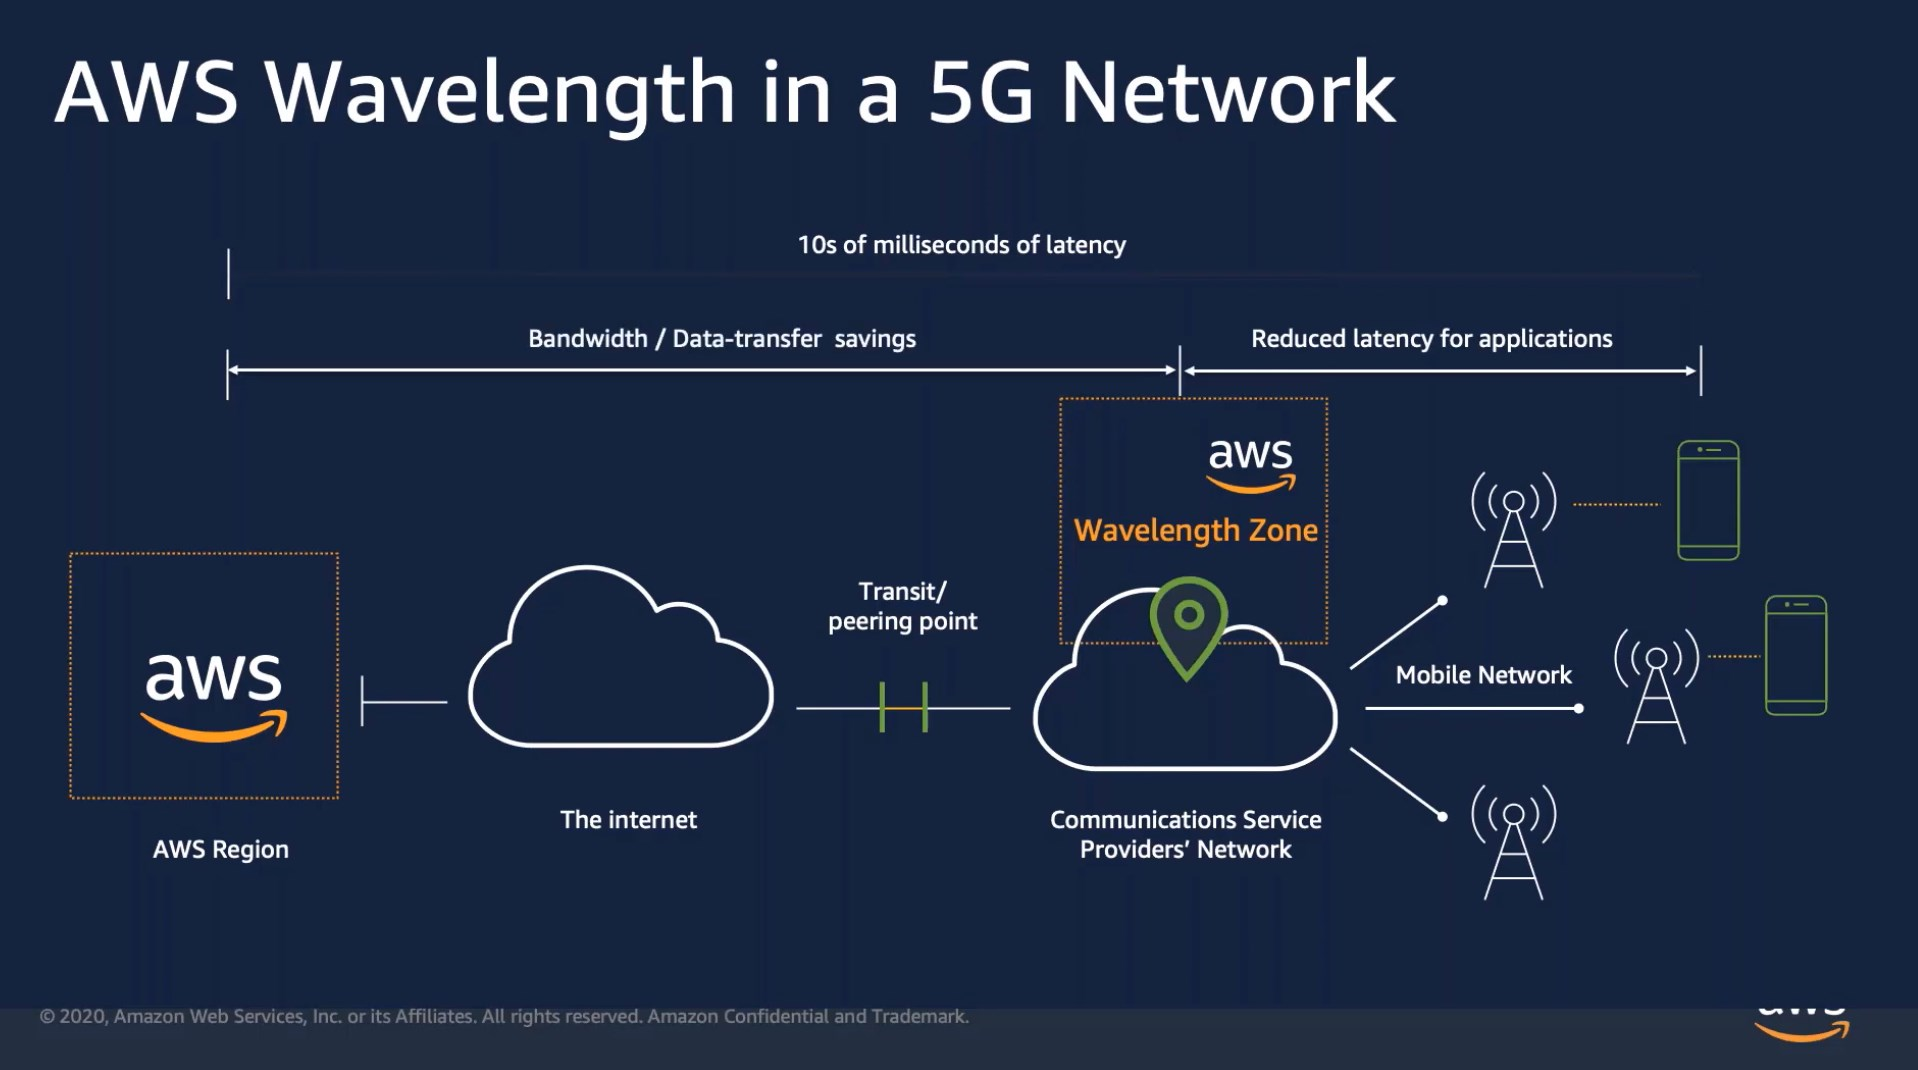 AWS Wavelength in a 5G Network
10s of milliseconds of latency
Bandwidth / Data-transfer savings
Reduced latency for applications
aws
Wavelength Zone
Transit/
peering point
aws
Mobile Network
The internet
Communications Service
Providers' Network
AWS Region
© 2020, Amazon Web Services, Inc. or its Affiliates. All rights reserved. Amazon Confidential and Trademark.
aws